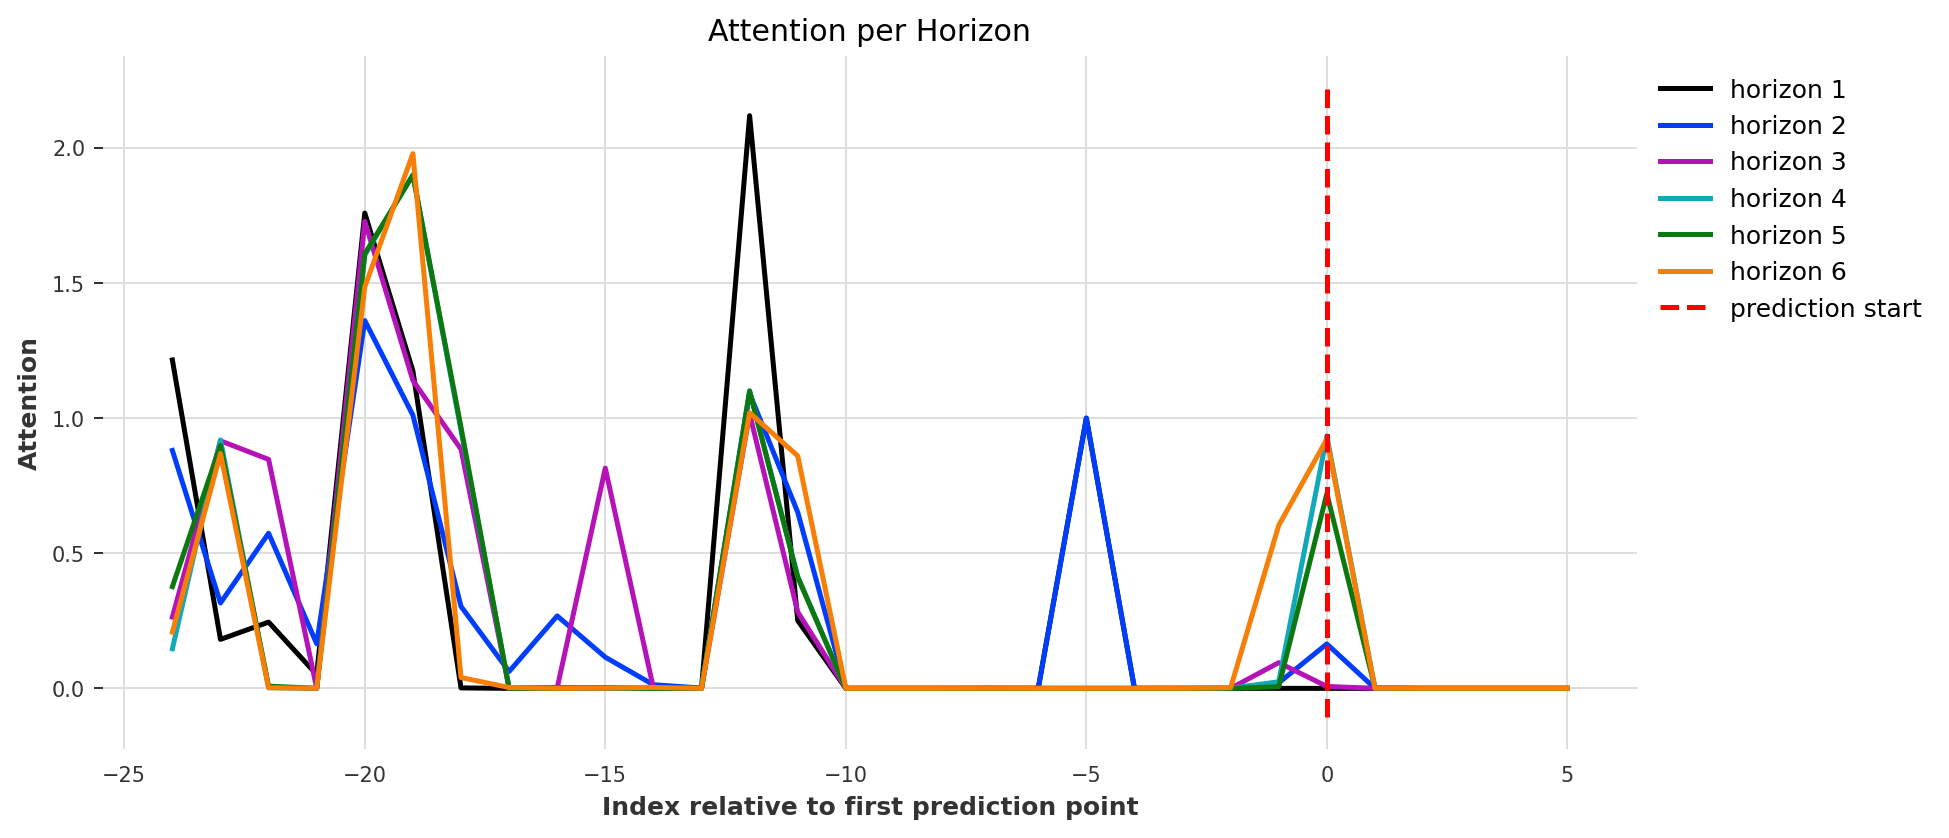 Attention per Horizon
horizon 1
horizon 2
horizon 3
horizon 4
horizon 5
horizon 6
prediction start
Attention
2.0
1.5
1.0
0.5
0.0
−25 −20 −15 −10 −5 0 5
Index relative to first prediction point